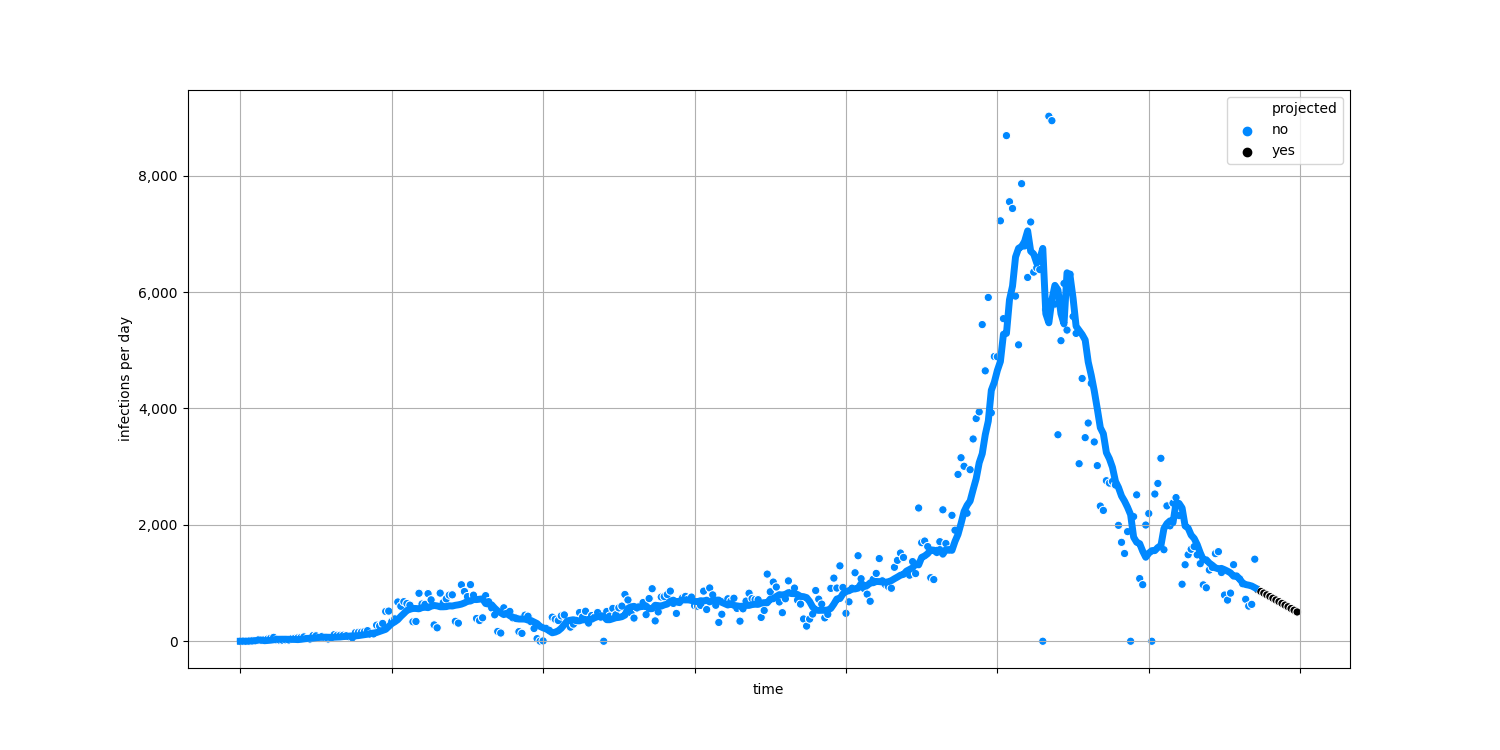 projected
no
yes
8,000
6,000
4,000
2,000
0
infections per day
time